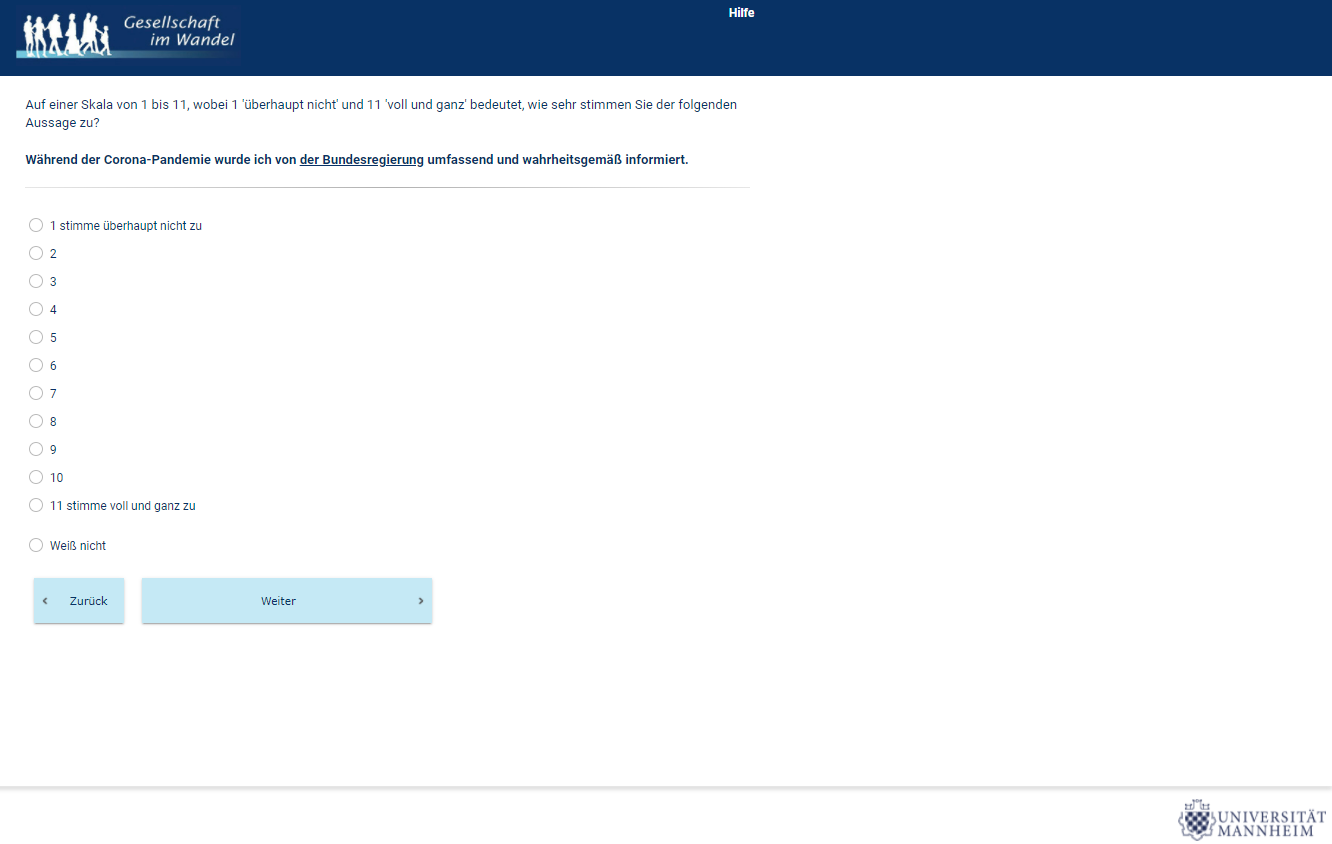 Gesellschaft
im Wandel
Hilfe
Auf einer Skala von 1 bis 11, wobei 1 'überhaupt nicht' und 11 'voll und ganz' bedeutet, wie sehr stimmen Sie der folgenden
Aussage zu?
Während der Corona-Pandemie wurde ich von der Bundesregierung umfassend und wahrheitsgemäß informiert.
1 stimme überhaupt nicht zu
2
3
4
5
6
7
8
9
10
11 stimme voll und ganz zu
Weiß nicht
Zurück
Weiter
UNIVERSITÄT
MANNHEIM